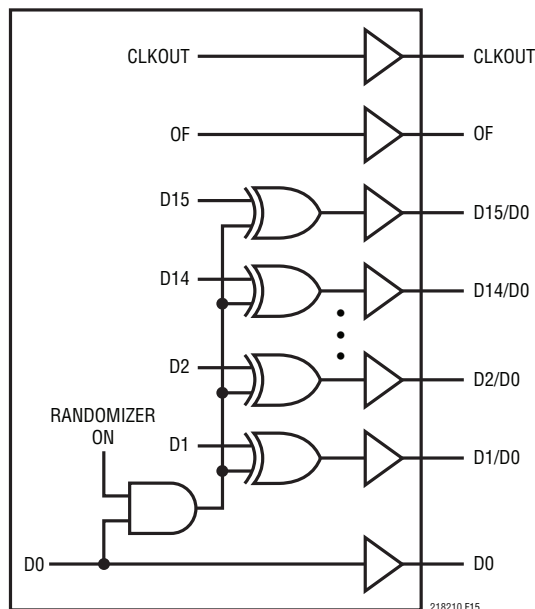 CLKOUT CLKOUT
OF OF
D15 D15/D0
D14 D14/D0
D2 D2/D0
RANDOMIZER
ON
D1 D1/D0
D0 D0
218210 F15